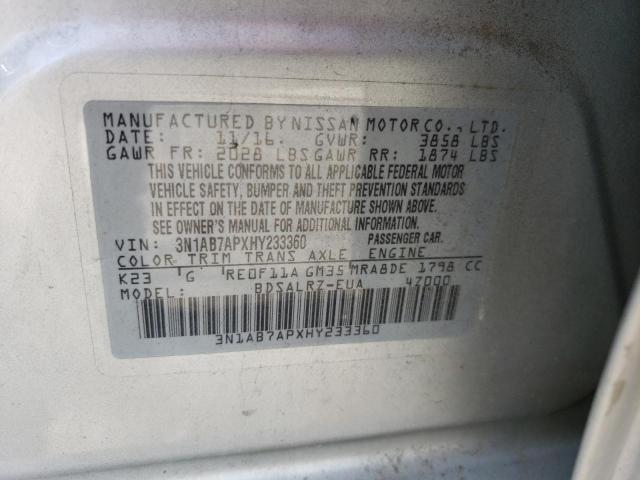 MANUFACTURED BY NISSAN MOTOR CO., LTD.
DATE: 11/16. GVWR: 3858 LBS
GAWR FR: 2028 LBS GAWR RR: 1874 LBS
THIS VEHICLE CONFORMS TO ALL APPLICABLE FEDERAL MOTOR
VEHICLE SAFETY, BUMPER AND THEFT PREVENTION STANDARDS
IN EFFECT ON THE DATE OF MANUFACTURE SHOWN ABOVE.
SEE OWNER'S MANUAL FOR ADDITIONAL INFORMATION.
VIN: 3N1AB7APXHY233360 PASSENGER CAR.
COLOR TRIM TRANS AXLE ENGINE
K23 G RE0F11A GM35 MRA8DE 1798 CC
MODEL: BDSALRZ-EUA 4Z000
3N1AB7APXHY233360